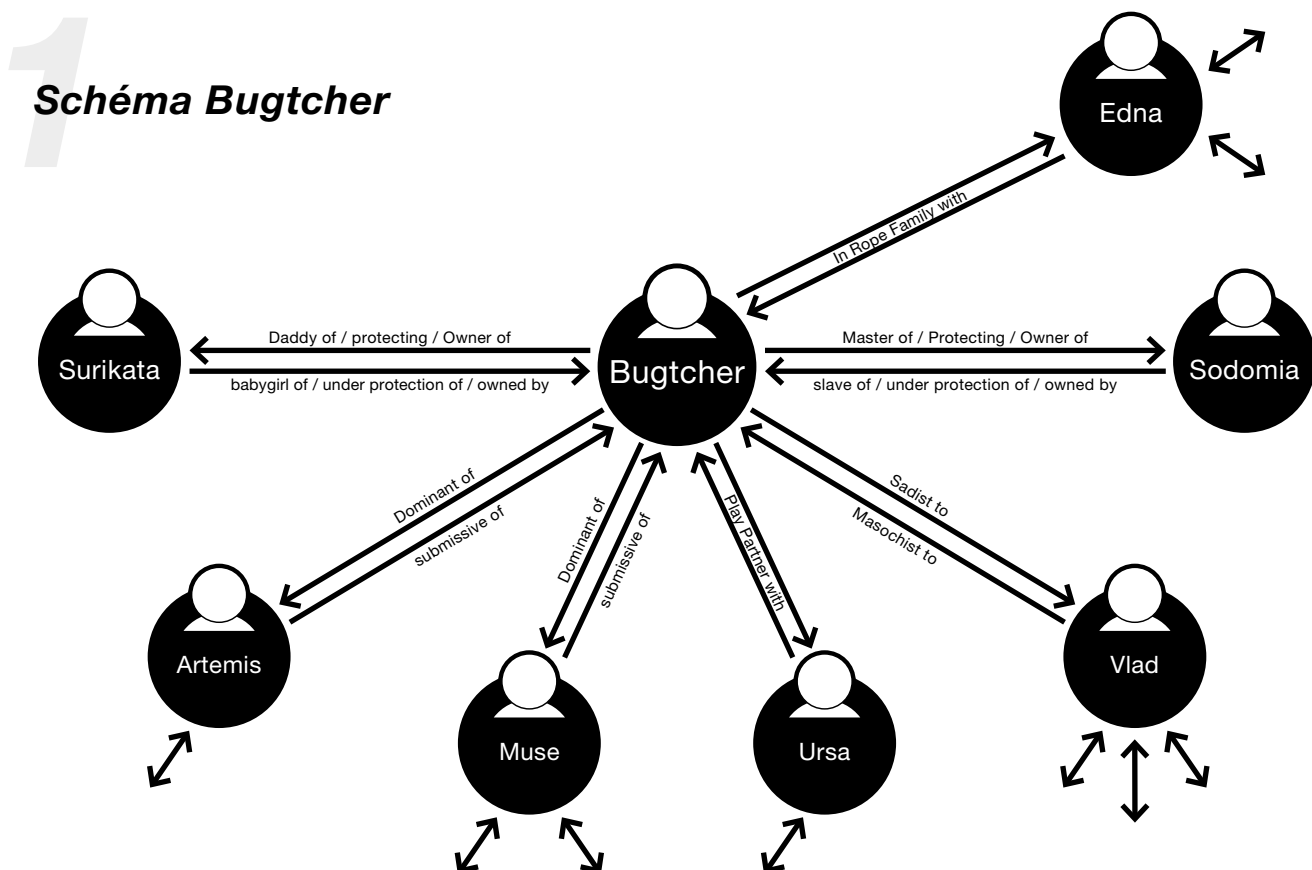 1
Schéma Bugtcher
Edna
In Rope Family with
Surikata
Daddy of / protecting / Owner of
babygirl of / under protection of / owned by
Bugtcher
Master of / Protecting / Owner of
slave of / under protection of / owned by
Sodomia
Dominant of
submissive of
Dominant of
submissive of
Play Partner with
Sadist to
Masochist to
Artemis
Muse
Ursa
Vlad